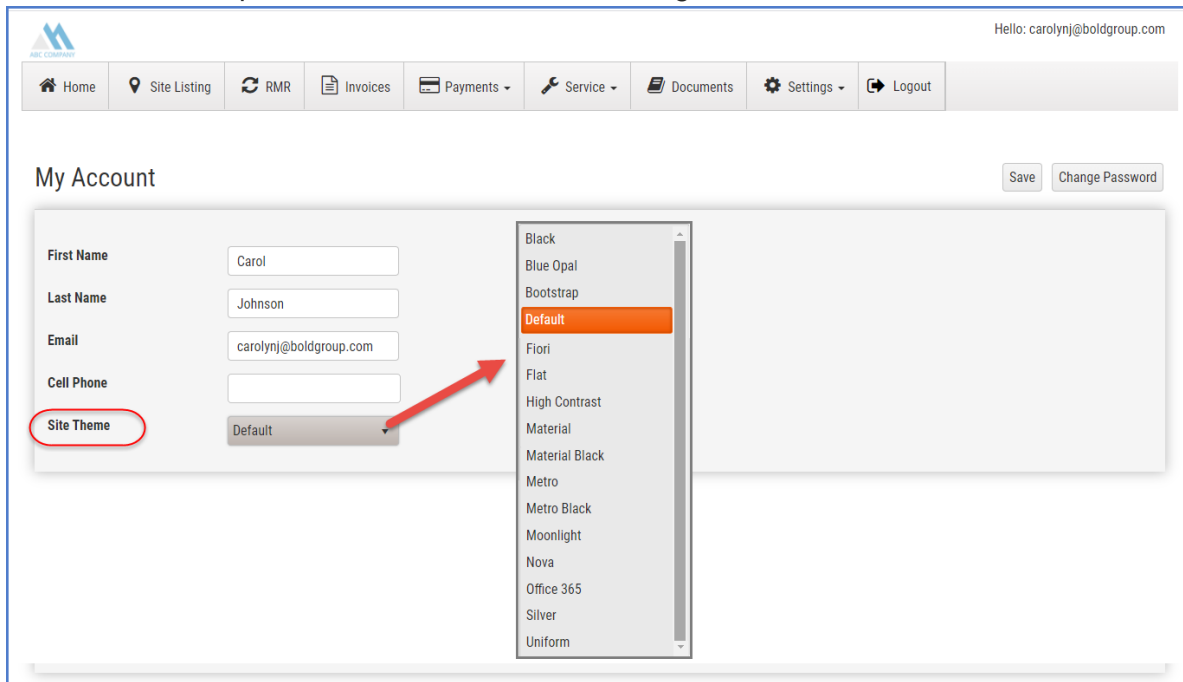 Hello: carolynj@boldgroup.com
ABC COMPANY
Home Site Listing RMR Invoices Payments Service Documents Settings Logout
My Account
Save Change Password
First Name Carol
Last Name Johnson
Email carolynj@boldgroup.com
Cell Phone
Site Theme Default
Black
Blue Opal
Bootstrap
Default
Fiori
Flat
High Contrast
Material
Material Black
Metro
Metro Black
Moonlight
Nova
Office 365
Silver
Uniform